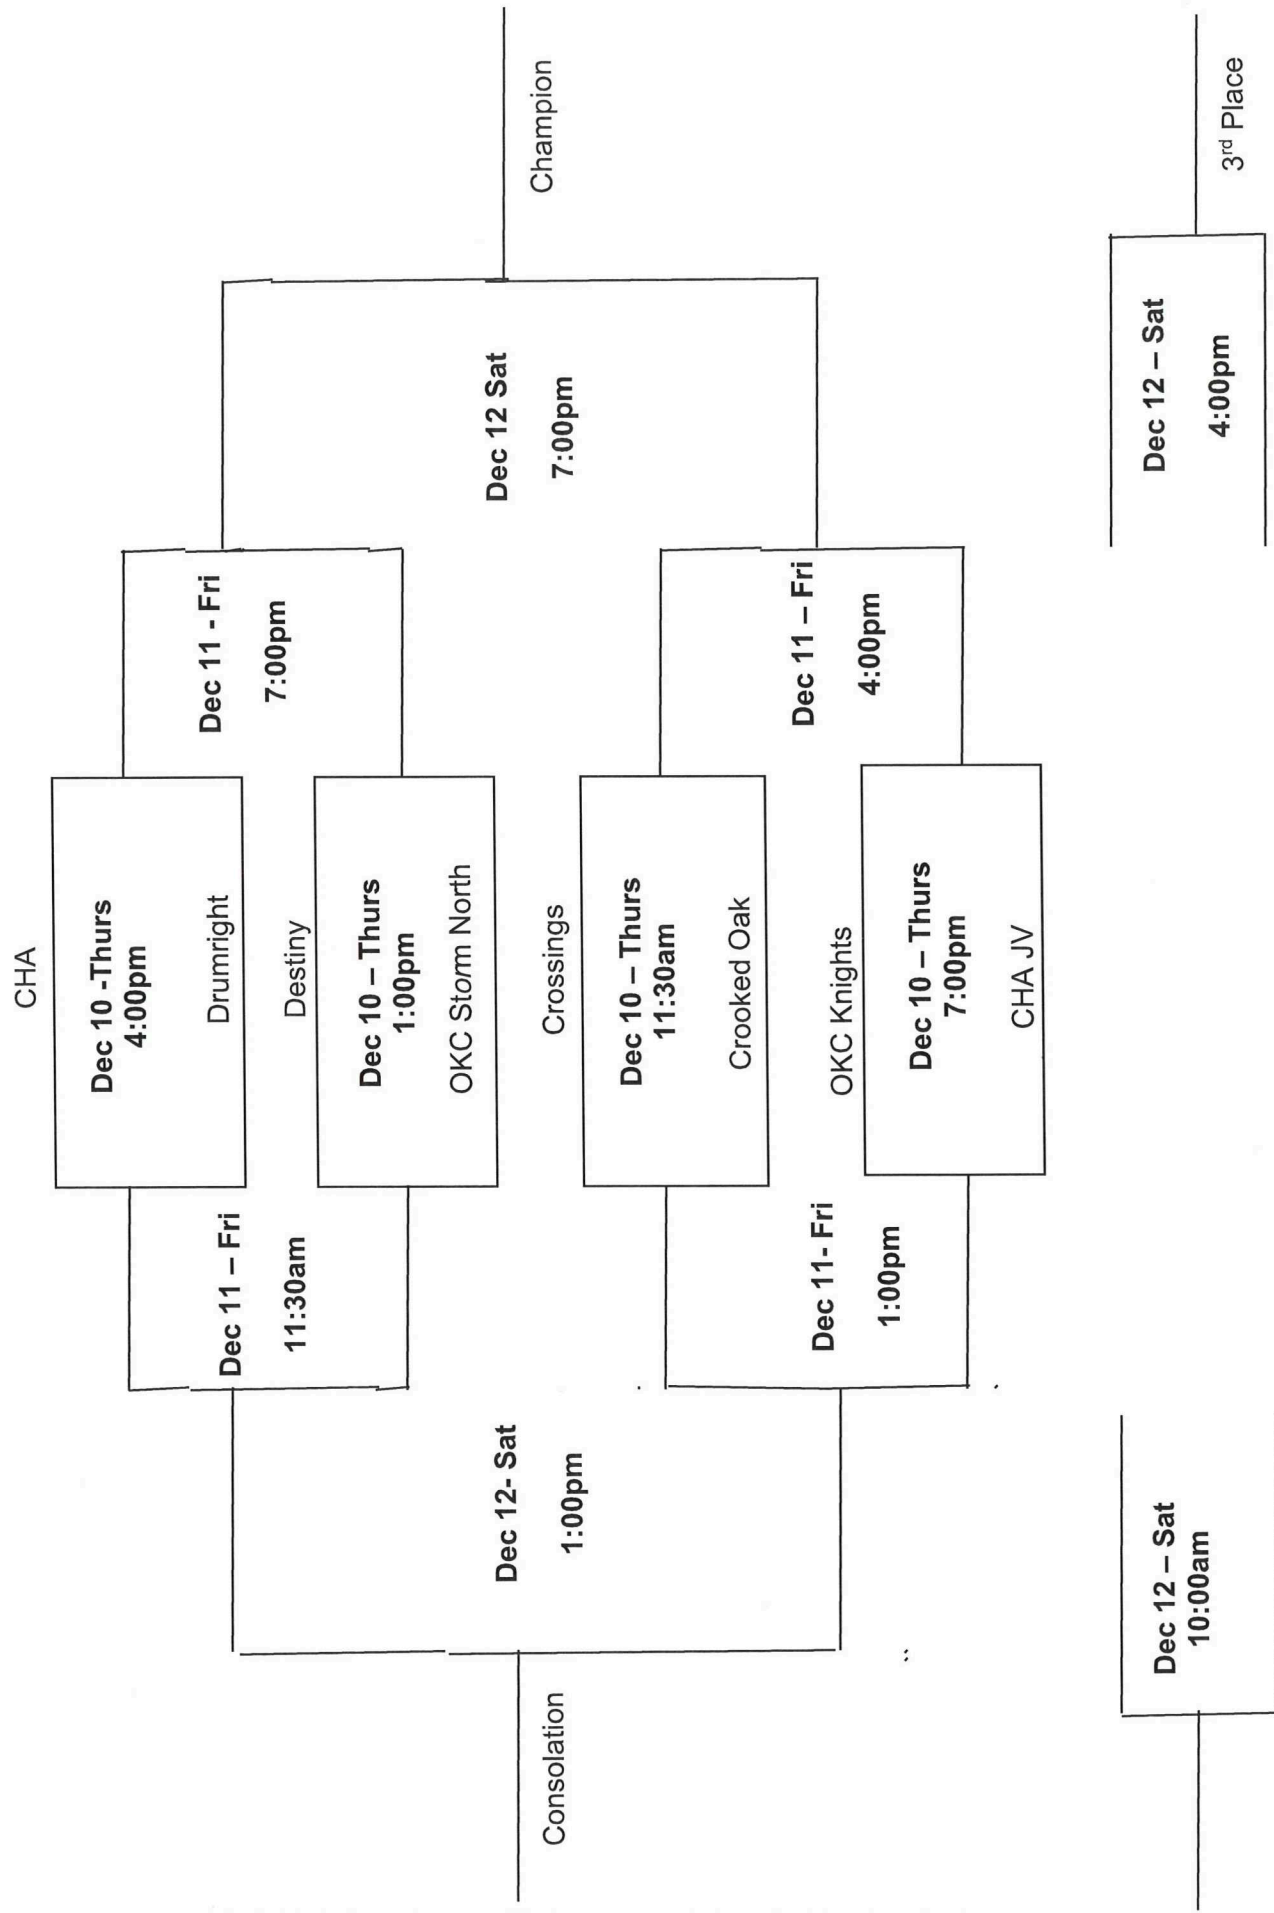 CHA
Dec 10 -Thurs
4:00pm
Drumright
Destiny
Dec 10 – Thurs
1:00pm
OKC Storm North
Crossings
Dec 10 – Thurs
11:30am
Crooked Oak
OKC Knights
Dec 10 – Thurs
7:00pm
CHA JV
Dec 11 - Fri
7:00pm
Dec 11 – Fri
4:00pm
Dec 12 Sat
7:00pm
Champion
Dec 12 – Sat
4:00pm
3rd Place
Dec 11 – Fri
11:30am
Dec 11- Fri
1:00pm
Dec 12- Sat
1:00pm
Consolation
Dec 12 – Sat
10:00am